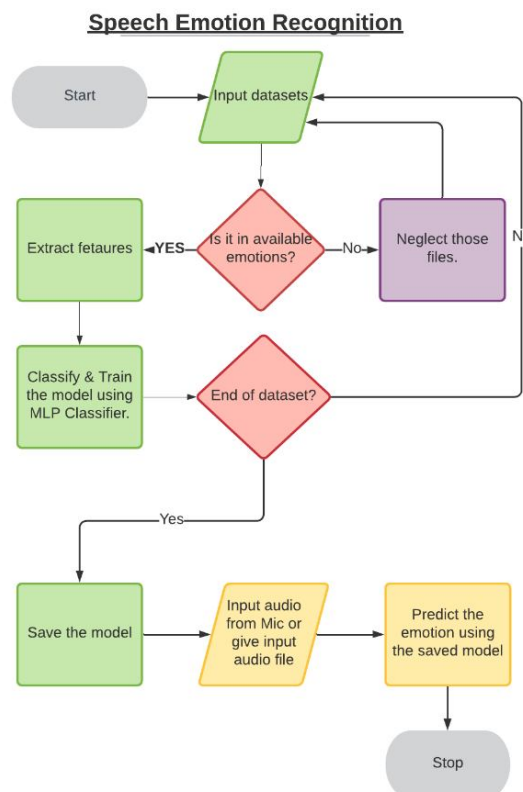 Speech Emotion Recognition
Start
Input datasets
Is it in available
emotions?
YES
No
Extract fetaures
Neglect those
files.
N
Classify & Train
the model using
MLP Classifier.
End of dataset?
Yes
Save the model
Input audio
from Mic or
give input
audio file
Predict the
emotion using
the saved model
Stop